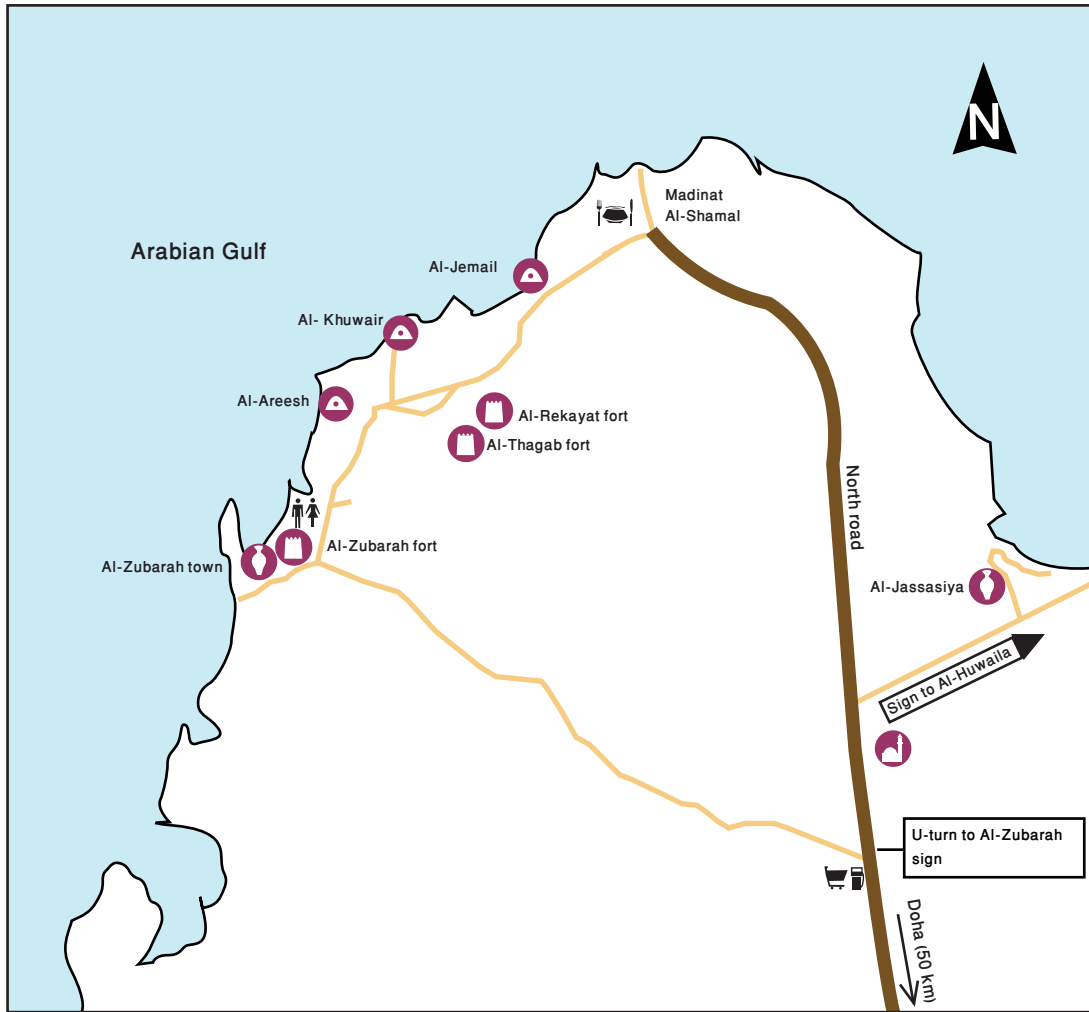 N
Madinat
Al-Shamal
Arabian Gulf
Al-Jemail
Al- Khuwair
Al-Areesh
Al-Rekayat fort
Al-Thagab fort
North road
Al-Zubarah fort
Al-Zubarah town
Al-Jassasiya
Sign to Al-Huwaila
U-turn to Al-Zubarah
sign
Doha (50 km)